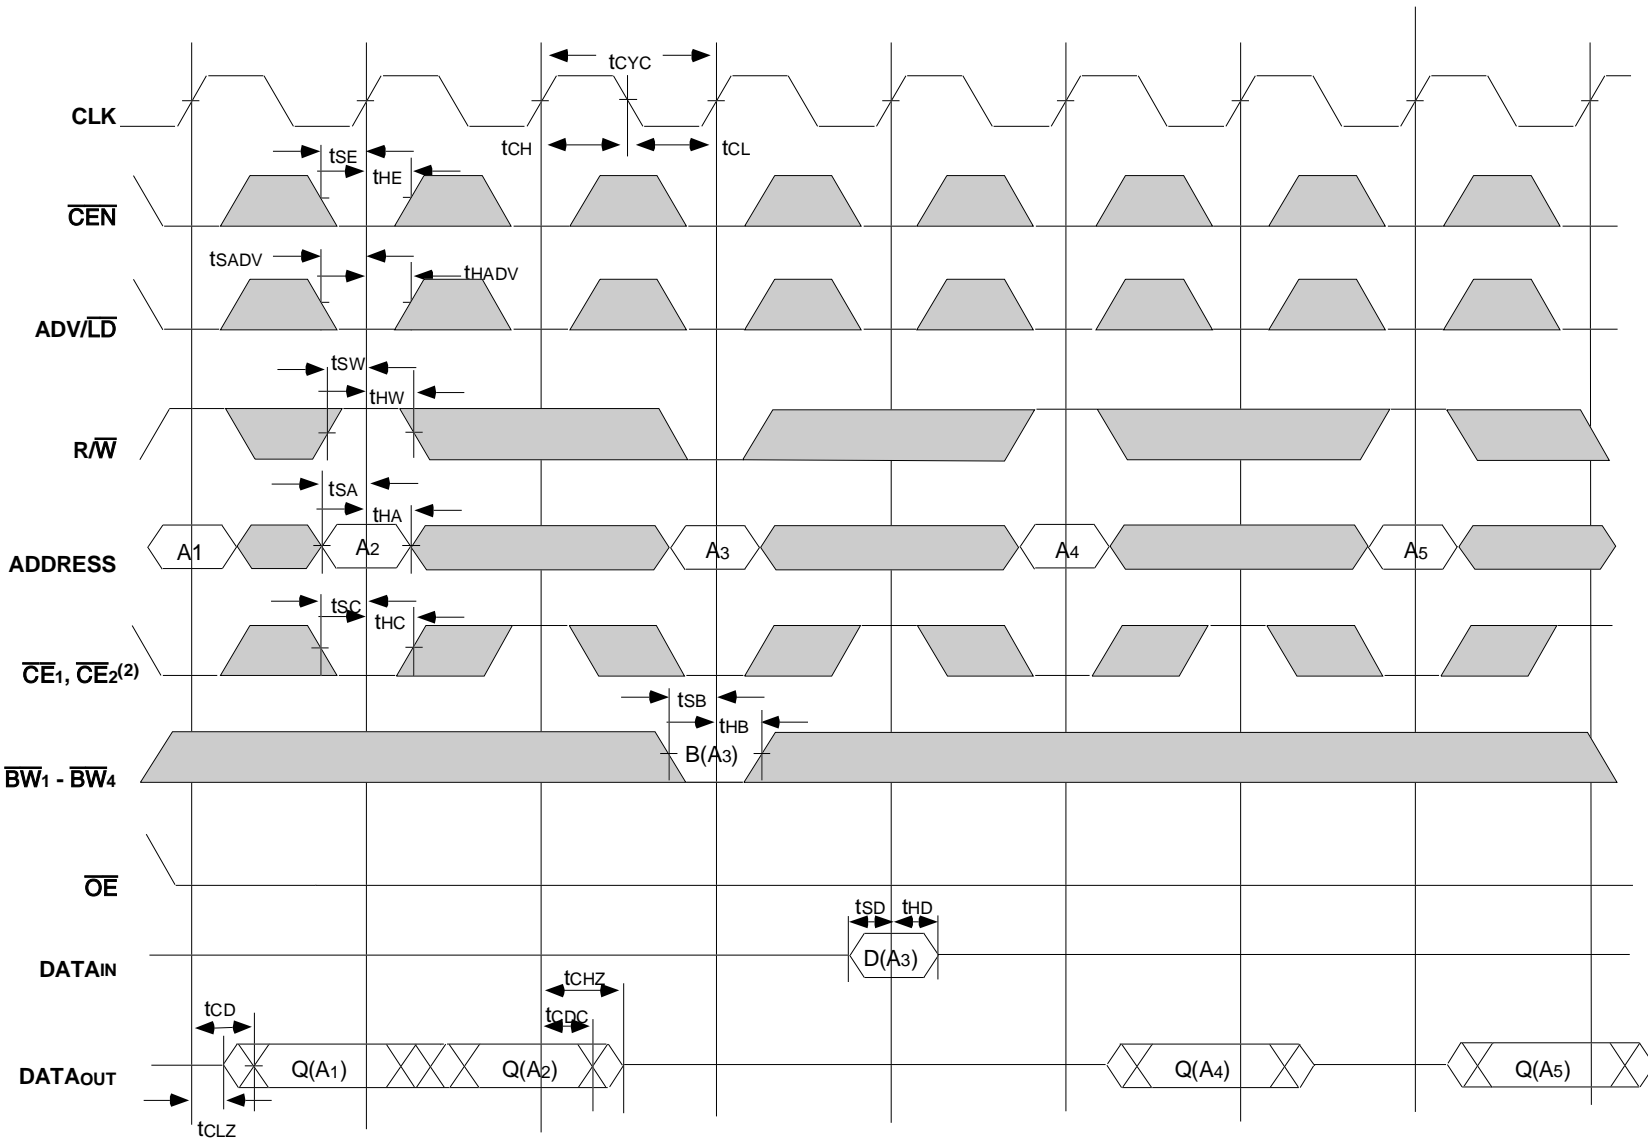 tCYC
CLK
tCH
tCL
tSE
tHE
CEN
tSADV
tHADV
ADV/LD
tSW
tHW
R/W
tSA
tHA
ADDRESS
A1
A2
A3
A4
A5
tSC
tHC
CE1, CE2(2)
tSB
tHB
B(A3)
BW1 - BW4
OE
tSD
tHD
DATAIN
D(A3)
tCHZ
tCD
tCDC
DATAOUT
Q(A1)
Q(A2)
Q(A4)
Q(A5)
tCLZ